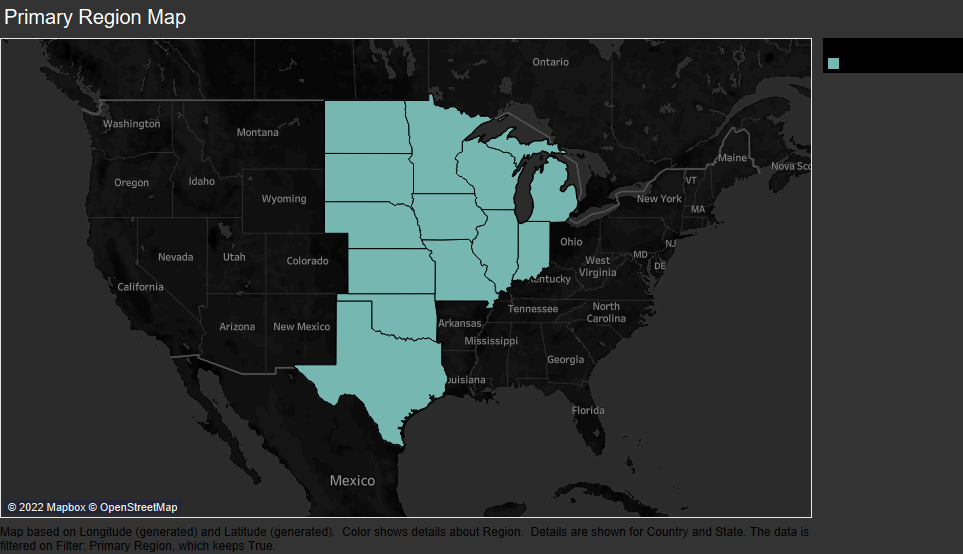 Primary Region Map
Ontario
Washington
Montana
Maine
Nova Sc
Oregon
Idaho
VT
Wyoming
New York
MA
Ohio
NJ
Nevada
Utah
Colorado
West
Virginia
MD
DE
California
entucky
Tennessee
North
Carolina
Arizona
New Mexico
Arkansas
Mississippi
Georgia
ouisiana
Florida
Mexico
© 2022 Mapbox © OpenStreetMap
Map based on Longitude (generated) and Latitude (generated).  Color shows details about Region.  Details are shown for Country and State. The data is
filtered on Filter: Primary Region, which keeps True.